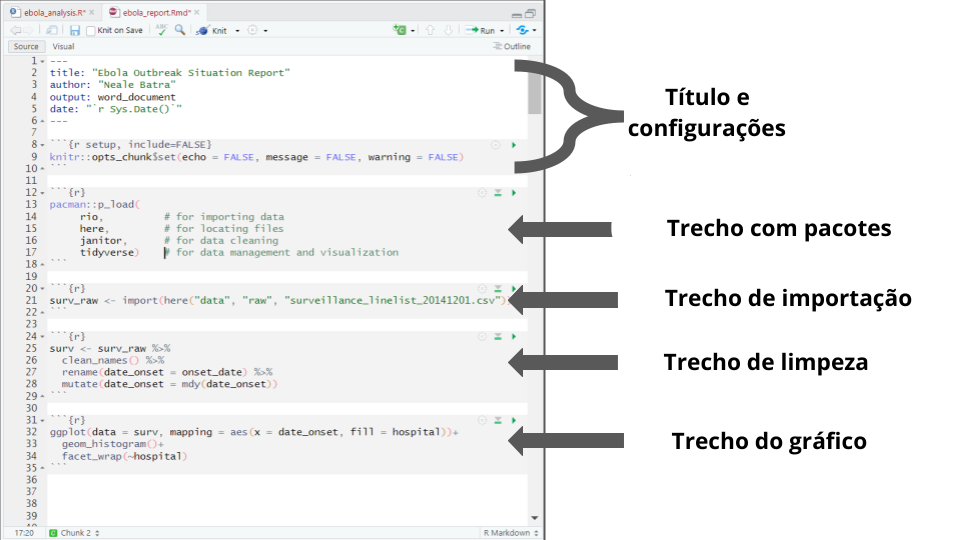 ebola_analysis.R*
ebola_report.Rmd*
Knit on Save
ABC
Knit
Run
Source
Visual
Outline
1 ---
2 title: "Ebola Outbreak Situation Report"
3 author: "Neale Batra"
4 output: word_document
5 date: "`r Sys.Date()`"
6 ---
7
8 ```{r setup, include=FALSE}
9 knitr::opts_chunk$set(echo = FALSE, message = FALSE, warning = FALSE)
10 ```
11
12 ```{r}
13 pacman::p_load(
14 rio, # for importing data
15 here, # for locating files
16 janitor, # for data cleaning
17 tidyverse) # for data management and visualization
18 ```
19
20 ```{r}
21 surv_raw <- import(here("data", "raw", "surveillance_linelist_20141201.csv"))
22 ```
23
24 ```{r}
25 surv <- surv_raw %>%
26 clean_names() %>%
27 rename(date_onset = onset_date) %>%
28 mutate(date_onset = mdy(date_onset))
29 ```
30
31 ```{r}
32 ggplot(data = surv, mapping = aes(x = date_onset, fill = hospital))+
33 geom_histogram()+
34 facet_wrap(~hospital)
35 ```
36
37
38
39
17:20
Chunk 2
R Markdown
Título e
configurações
Trecho com pacotes
Trecho de importação
Trecho de limpeza
Trecho do gráfico